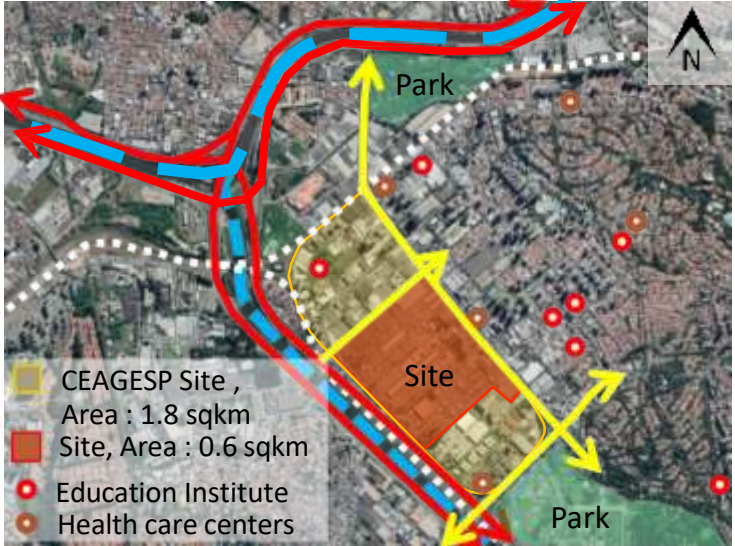 N
Park
Site
CEAGESP Site ,
Area : 1.8 sqkm
Site, Area : 0.6 sqkm
Education Institute
Health care centers
Park